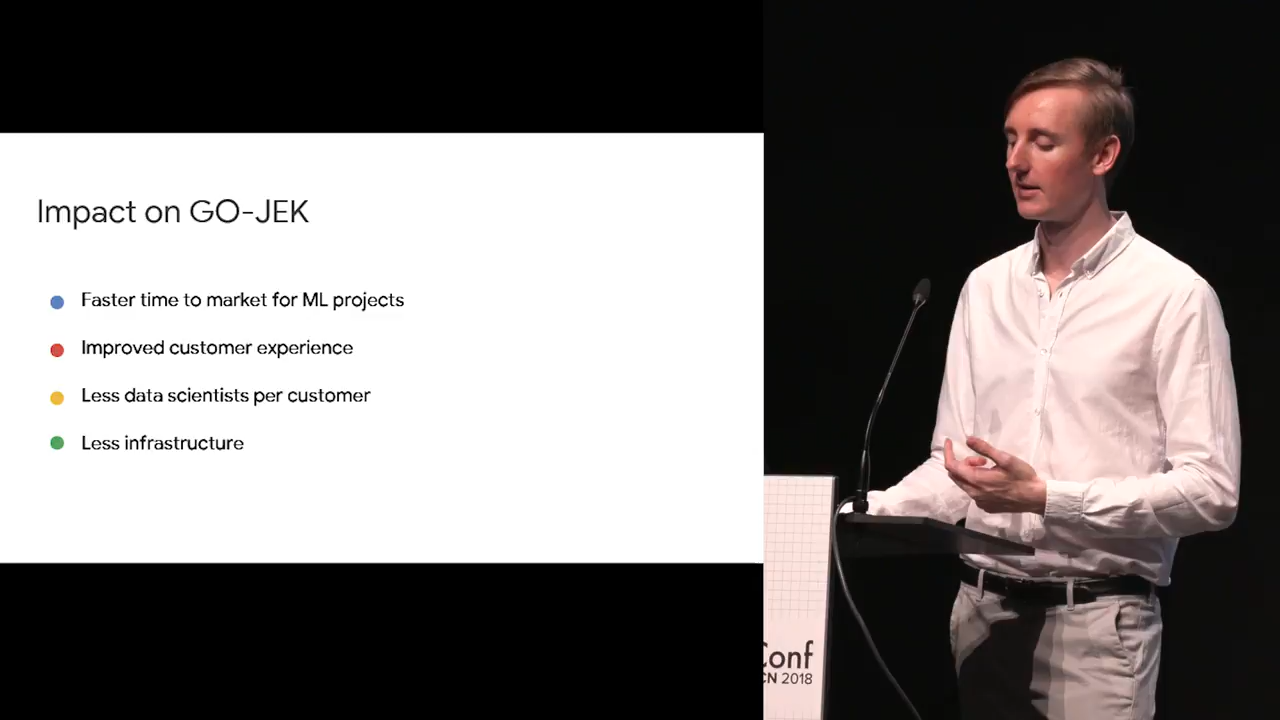 Impact on GO-JEK
Faster time to market for ML projects
Improved customer experience
Less data scientists per customer
Less infrastructure
Conf
CN 2018